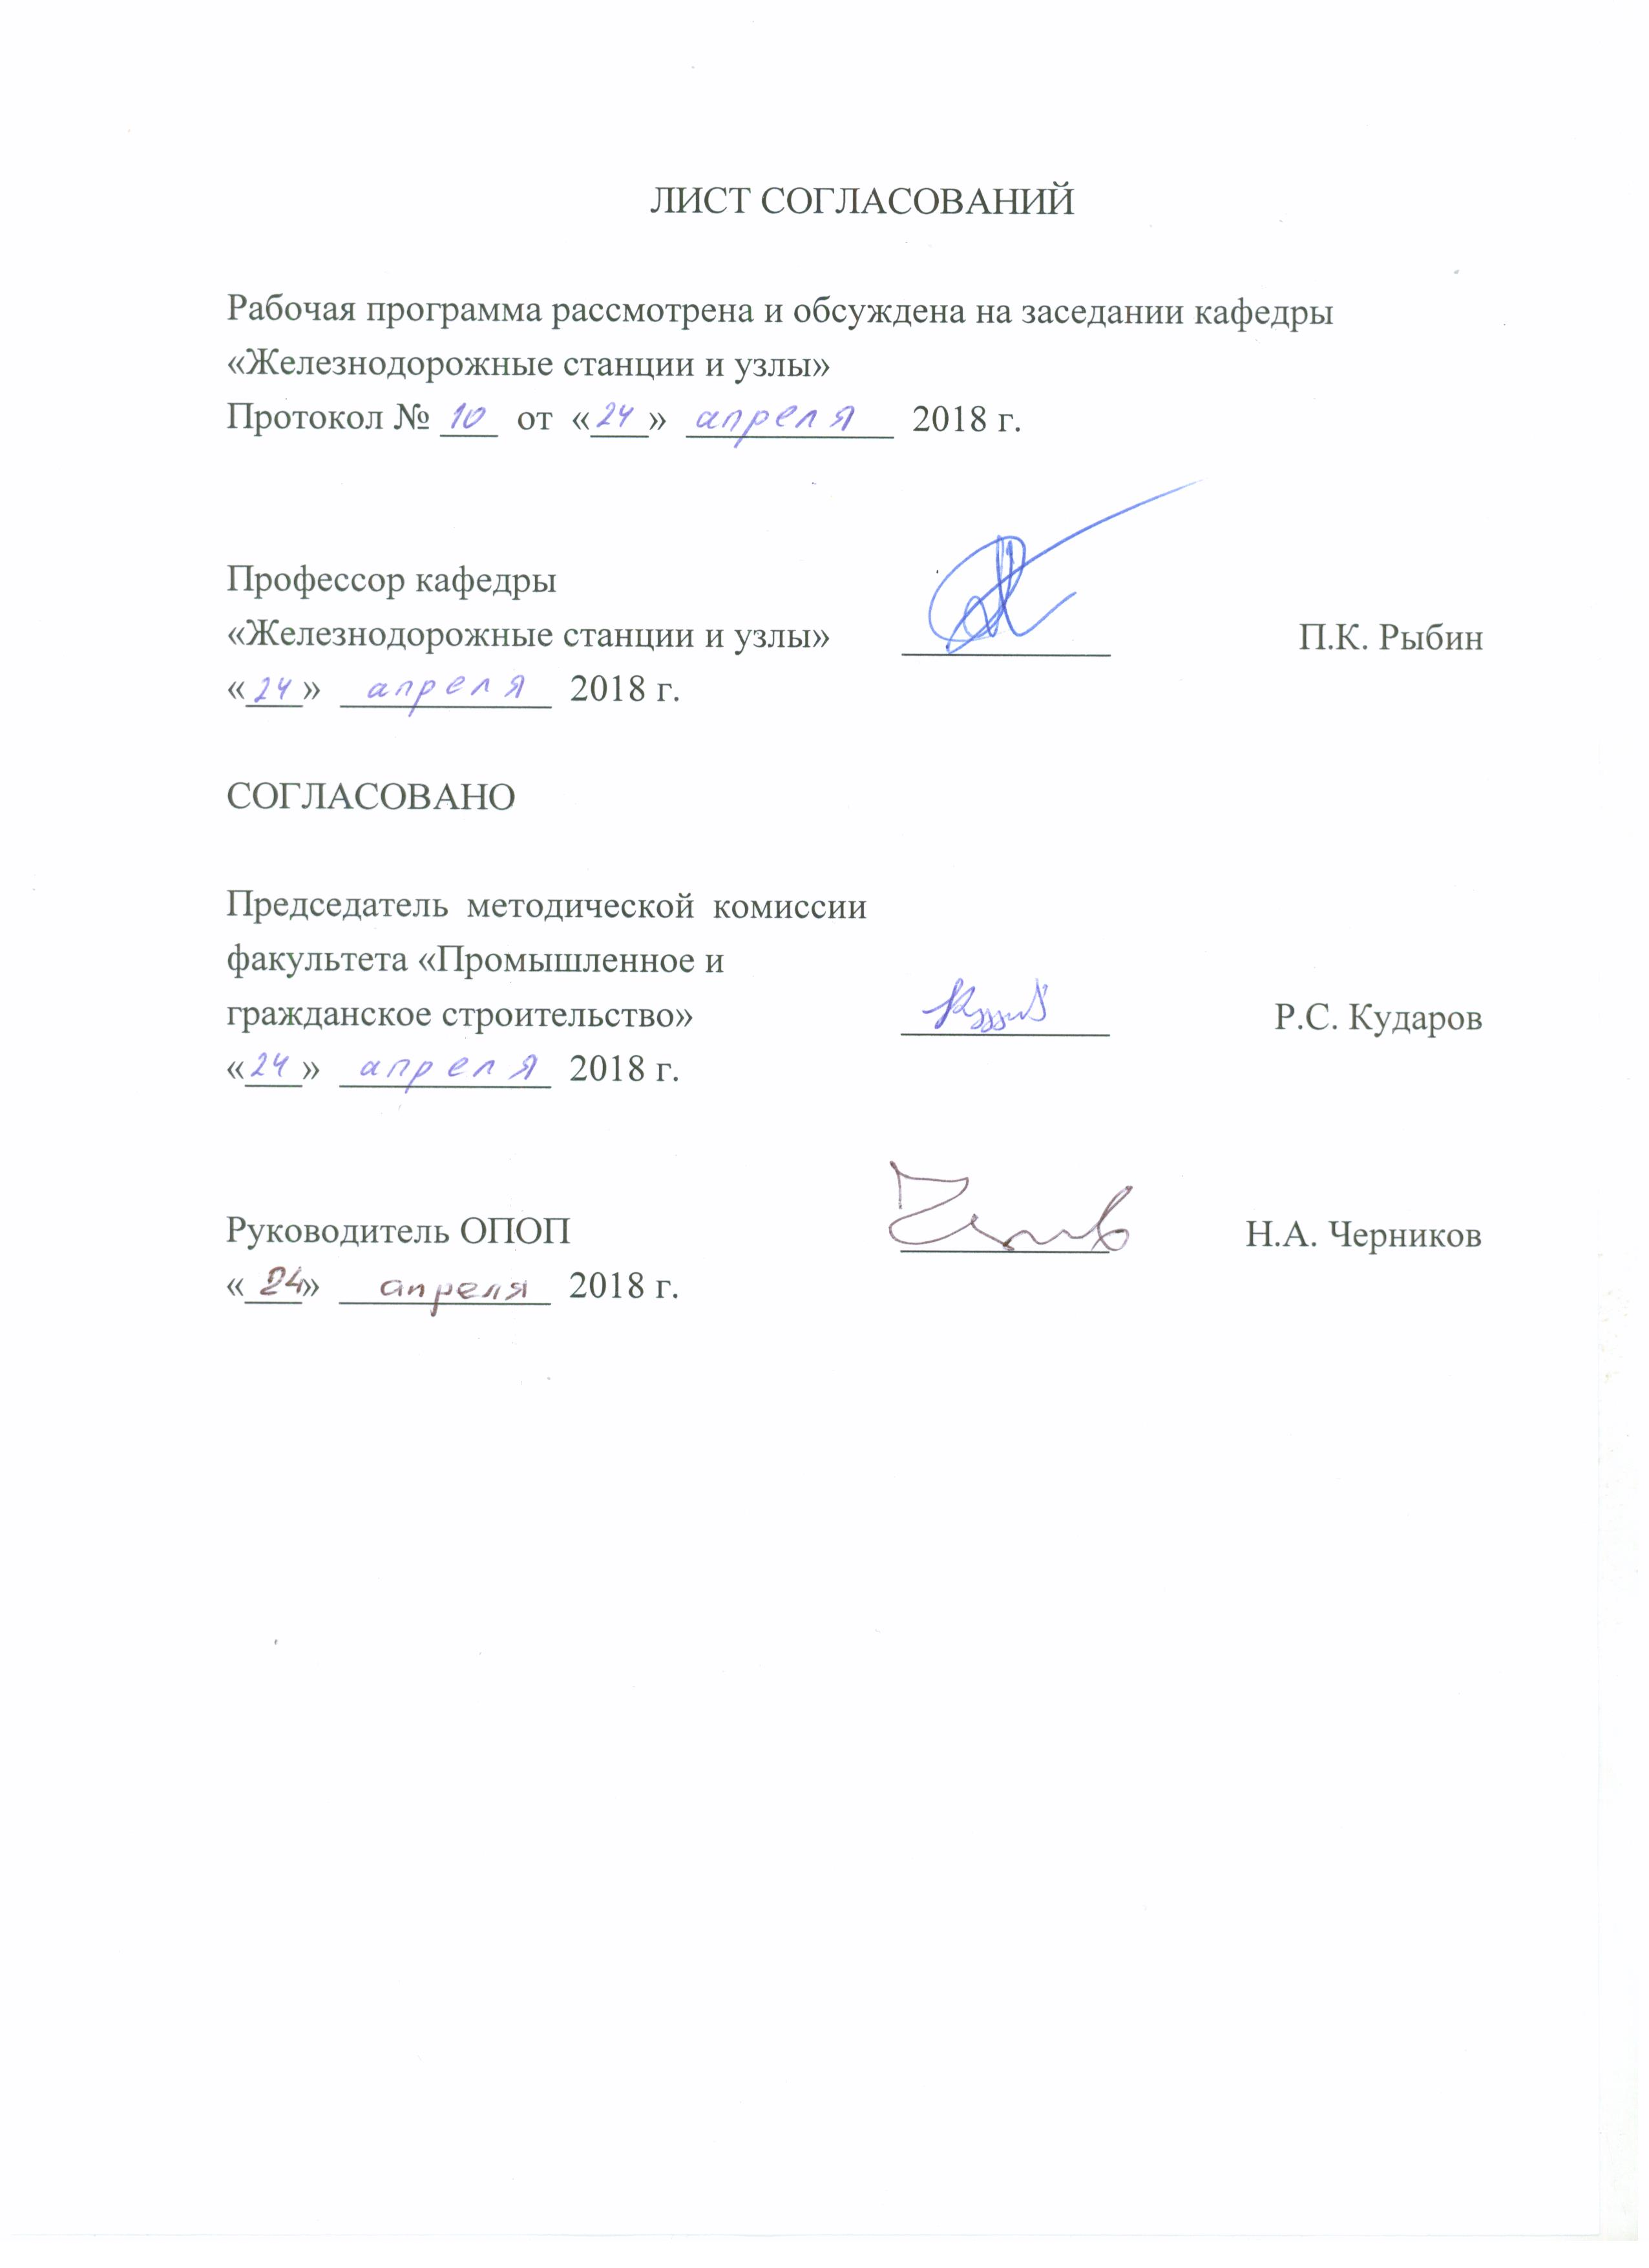 ЛИСТ СОГЛАСОВАНИЙ
Рабочая программа рассмотрена и обсуждена на заседании кафедры
«Железнодорожные станции и узлы»
Протокол № 10 от «24» апреля 2018 г.
Профессор кафедры
«Железнодорожные станции и узлы» П.К. Рыбин
«24» апреля 2018 г.
СОГЛАСОВАНО
Председатель методической комиссии
факультета «Промышленное и
гражданское строительство» Р.С. Кударов
«24» апреля 2018 г.
Руководитель ОПОП Н.А. Черников
«24» апреля 2018 г.